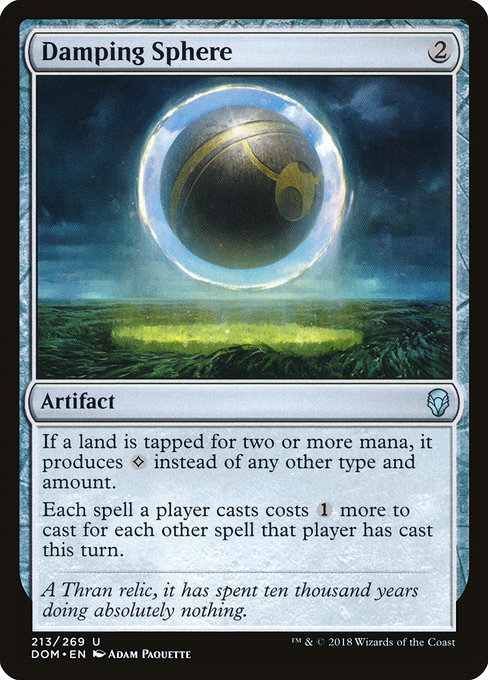 Damping Sphere 2
Artifact
If a land is tapped for two or more mana, it
produces ◇ instead of any other type and
amount.
Each spell a player casts costs 1 more to
cast for each other spell that player has cast
this turn.
A Thran relic, it has spent ten thousand years
doing absolutely nothing.
213/269 U
DOM • EN Adam Paquette
™ & © 2018 Wizards of the Coast